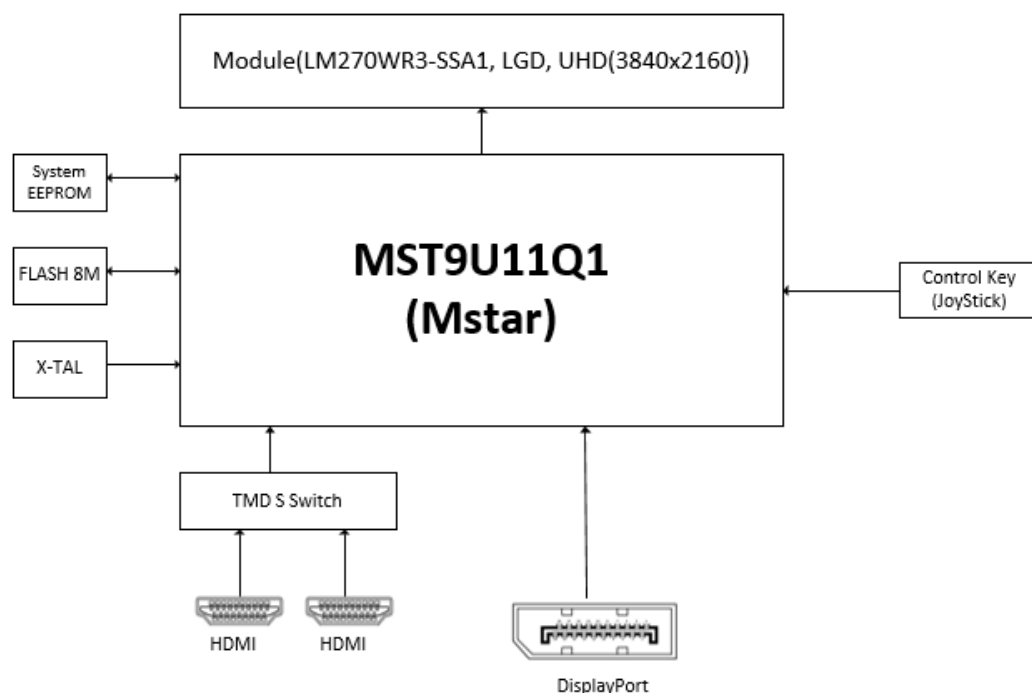 Module(LM270WR3-SSA1, LGD, UHD(3840x2160))
System
EEPROM
FLASH 8M
X-TAL
MST9U11Q1
(Mstar)
Control Key
(JoyStick)
TMD S Switch
HDMI
HDMI
DisplayPort